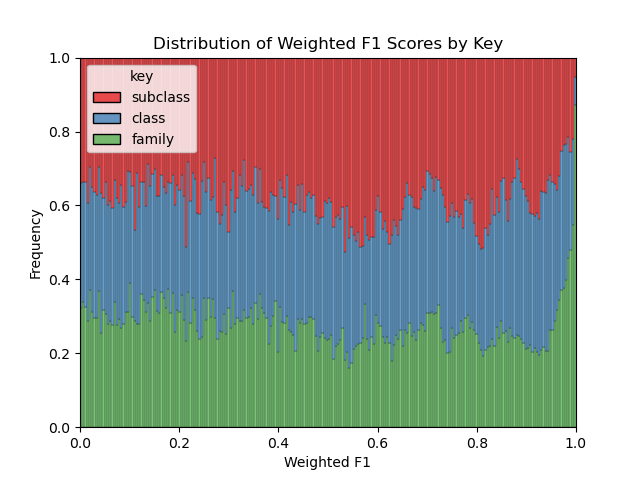 Distribution of Weighted F1 Scores by Key
key
subclass
class
family
Frequency
1.0
0.8
0.6
0.4
0.2
0.0
0.0 0.2 0.4 0.6 0.8 1.0
Weighted F1